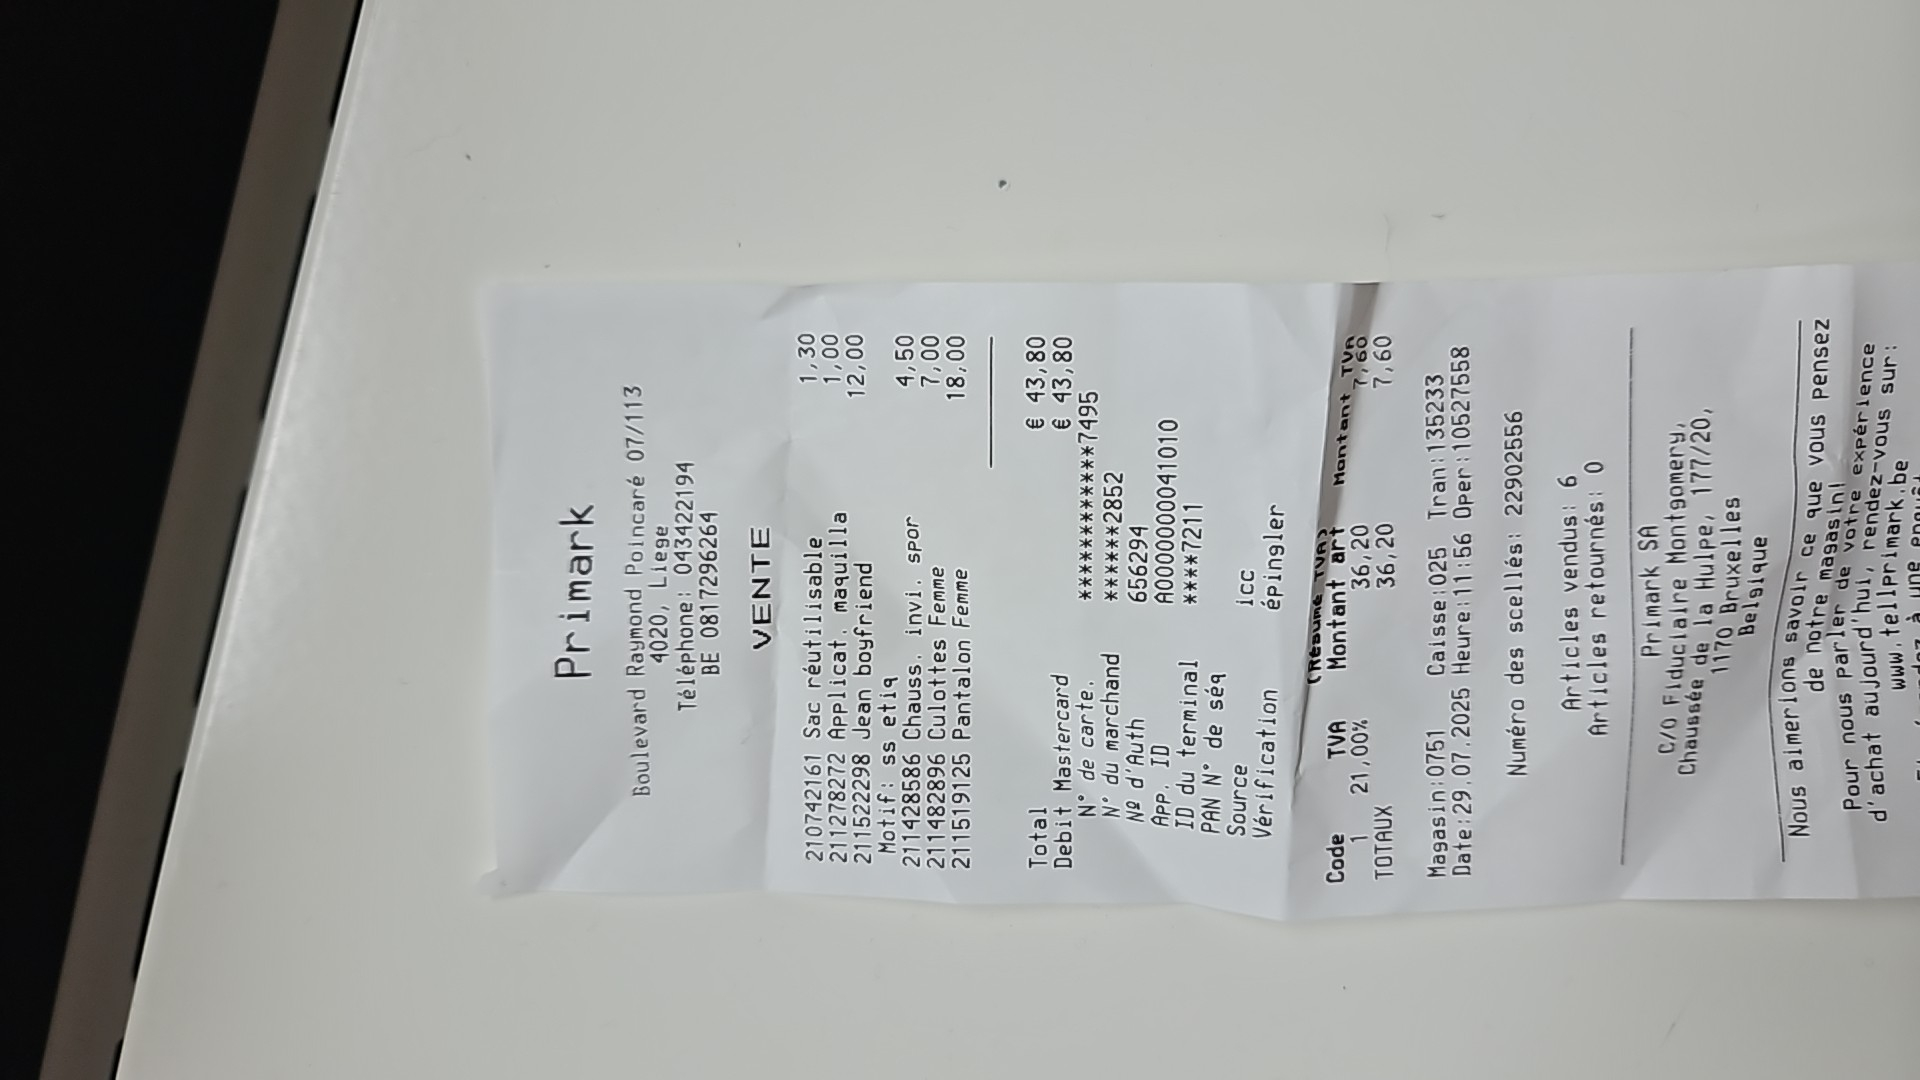 Primark
Boulevard Raymond Poincaré 07/113
4020, Liege
Téléphone: 043422194
BE 0817296264
VENTE
210742161 Sac réutilisable 1,30
211278272 Applicat. maquilla 1,00
211522298 Jean boyfriend 12,00
Motif: ss etiq
211428586 Chauss. invi. spor 4,50
211482896 Culottes Femme 7,00
211519125 Pantalon Femme 18,00
Total € 43,80
Debit Mastercard € 43,80
N° de carte. ************7495
N° du marchand ******2852
Nº d'Auth 656294
APP. ID A0000000041010
ID du terminal ****7211
PAN N° de séq
Source icc
Vérification épingler
(Résumé TVA)
Code TVA Montant art Montant TVA
1 21,00% 36,20 7,60
TOTAUX 36,20 7,60
Magasin:0751 Caisse:025 Tran:135233
Date:29.07.2025 Heure:11:56 Oper:10527558
Numéro des scellés: 22902556
Articles vendus: 6
Articles retournés: 0
Primark SA
C/O Fiduciaire Montgomery,
Chaussée de la Hulpe, 177/20,
1170 Bruxelles
Belgique
Nous aimerions savoir ce que vous pensez
de notre magasin!
Pour nous parler de votre expérience
d'achat aujourd'hui, rendez-vous sur:
www.tellprimark.be
à une